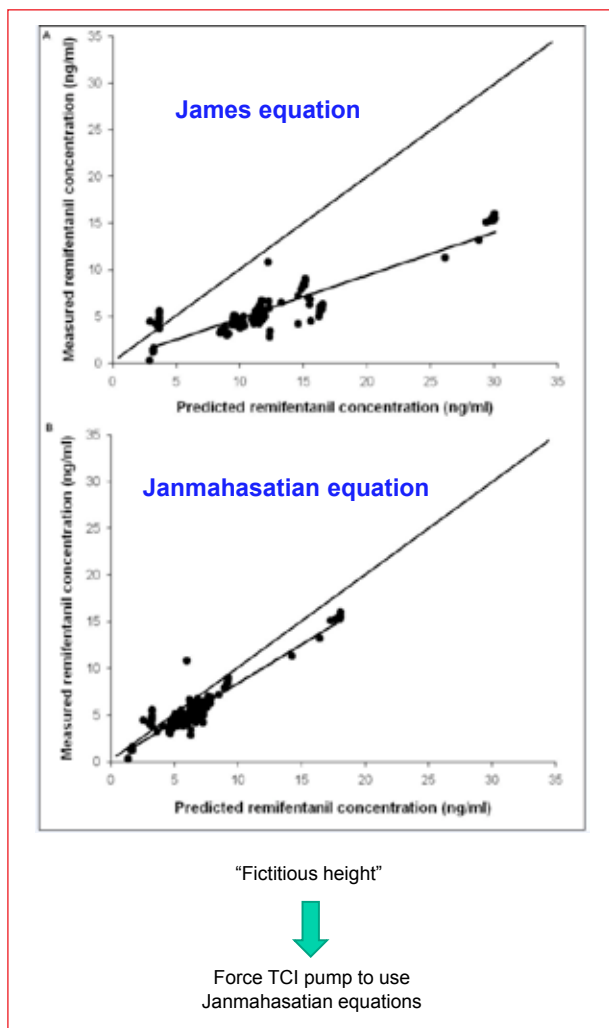 A
35
30
25
20
15
10
5
0
Measured remifentanil concentration (ng/ml)
James equation
0 5 10 15 20 25 30 35
Predicted remifentanil concentration (ng/ml)
B
35
30
25
20
15
10
5
0
Measured remifentanil concentration (ng/ml)
Janmahasatian equation
0 5 10 15 20 25 30 35
Predicted remifentanil concentration (ng/ml)
“Fictitious height”
Force TCI pump to use
Janmahasatian equations